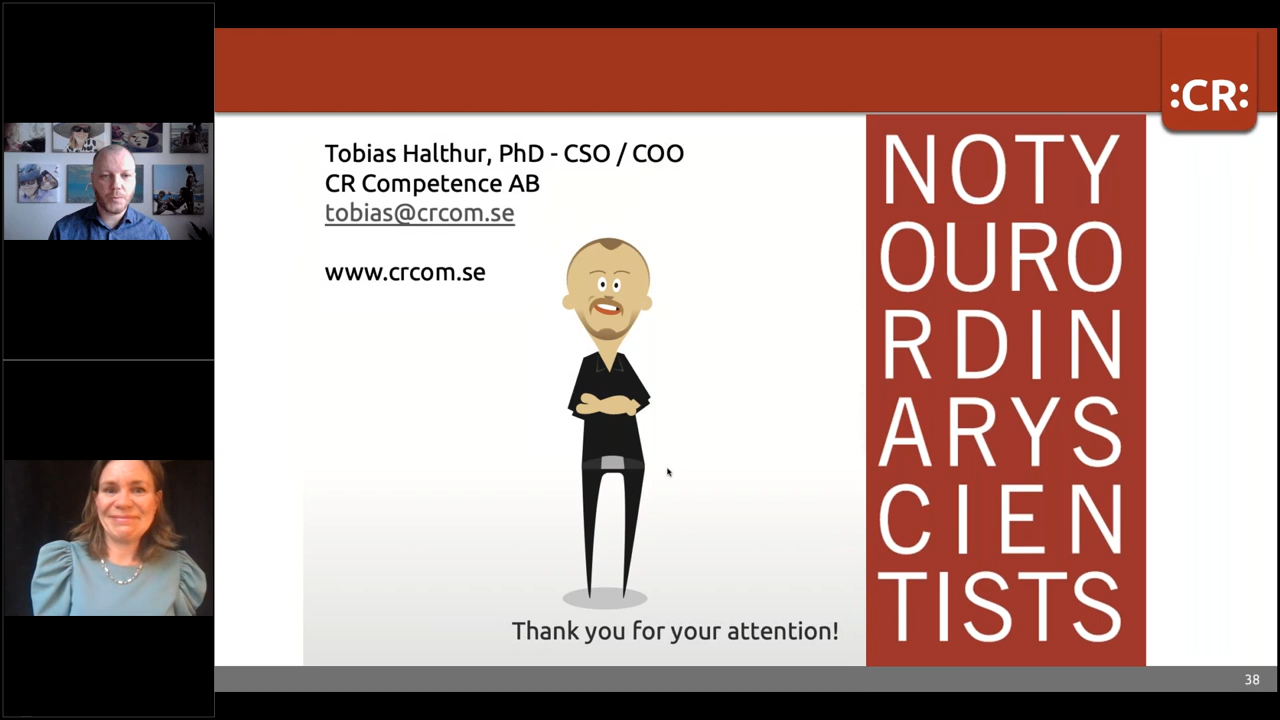 :CR:
Tobias Halthur, PhD - CSO / COO
CR Competence AB
tobias@crcom.se
www.crcom.se
Thank you for your attention!
NOTY
OURO
RDIN
ARYS
CIEN
TISTS
38